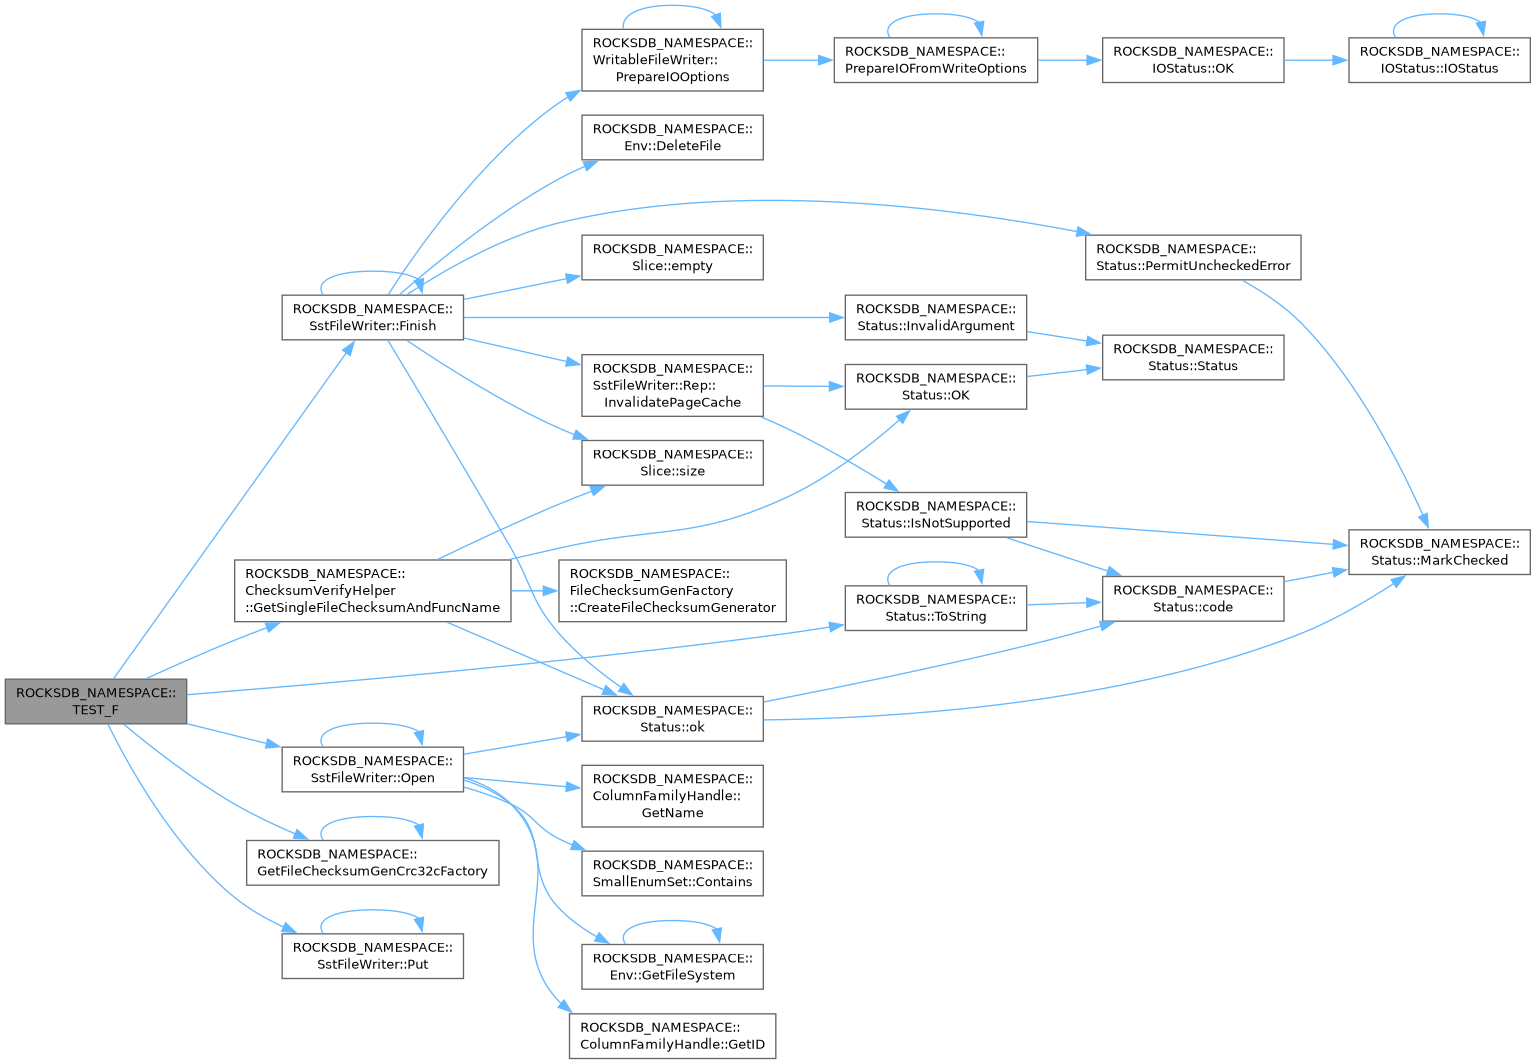 ROCKSDB_NAMESPACE::
TEST_F
ROCKSDB_NAMESPACE::
SstFileWriter::Finish
ROCKSDB_NAMESPACE::
ChecksumVerifyHelper
::GetSingleFileChecksumAndFuncName
ROCKSDB_NAMESPACE::
SstFileWriter::Open
ROCKSDB_NAMESPACE::
GetFileChecksumGenCrc32cFactory
ROCKSDB_NAMESPACE::
SstFileWriter::Put
ROCKSDB_NAMESPACE::
WritableFileWriter::
PrepareIOOptions
ROCKSDB_NAMESPACE::
Env::DeleteFile
ROCKSDB_NAMESPACE::
Slice::empty
ROCKSDB_NAMESPACE::
SstFileWriter::Rep::
InvalidatePageCache
ROCKSDB_NAMESPACE::
Slice::size
ROCKSDB_NAMESPACE::
FileChecksumGenFactory
::CreateFileChecksumGenerator
ROCKSDB_NAMESPACE::
Status::ok
ROCKSDB_NAMESPACE::
ColumnFamilyHandle::
GetName
ROCKSDB_NAMESPACE::
SmallEnumSet::Contains
ROCKSDB_NAMESPACE::
Env::GetFileSystem
ROCKSDB_NAMESPACE::
ColumnFamilyHandle::GetID
ROCKSDB_NAMESPACE::
PrepareIOFromWriteOptions
ROCKSDB_NAMESPACE::
Status::InvalidArgument
ROCKSDB_NAMESPACE::
Status::OK
ROCKSDB_NAMESPACE::
Status::IsNotSupported
ROCKSDB_NAMESPACE::
Status::ToString
ROCKSDB_NAMESPACE::
IOStatus::OK
ROCKSDB_NAMESPACE::
Status::PermitUncheckedError
ROCKSDB_NAMESPACE::
Status::Status
ROCKSDB_NAMESPACE::
Status::code
ROCKSDB_NAMESPACE::
IOStatus::IOStatus
ROCKSDB_NAMESPACE::
Status::MarkChecked